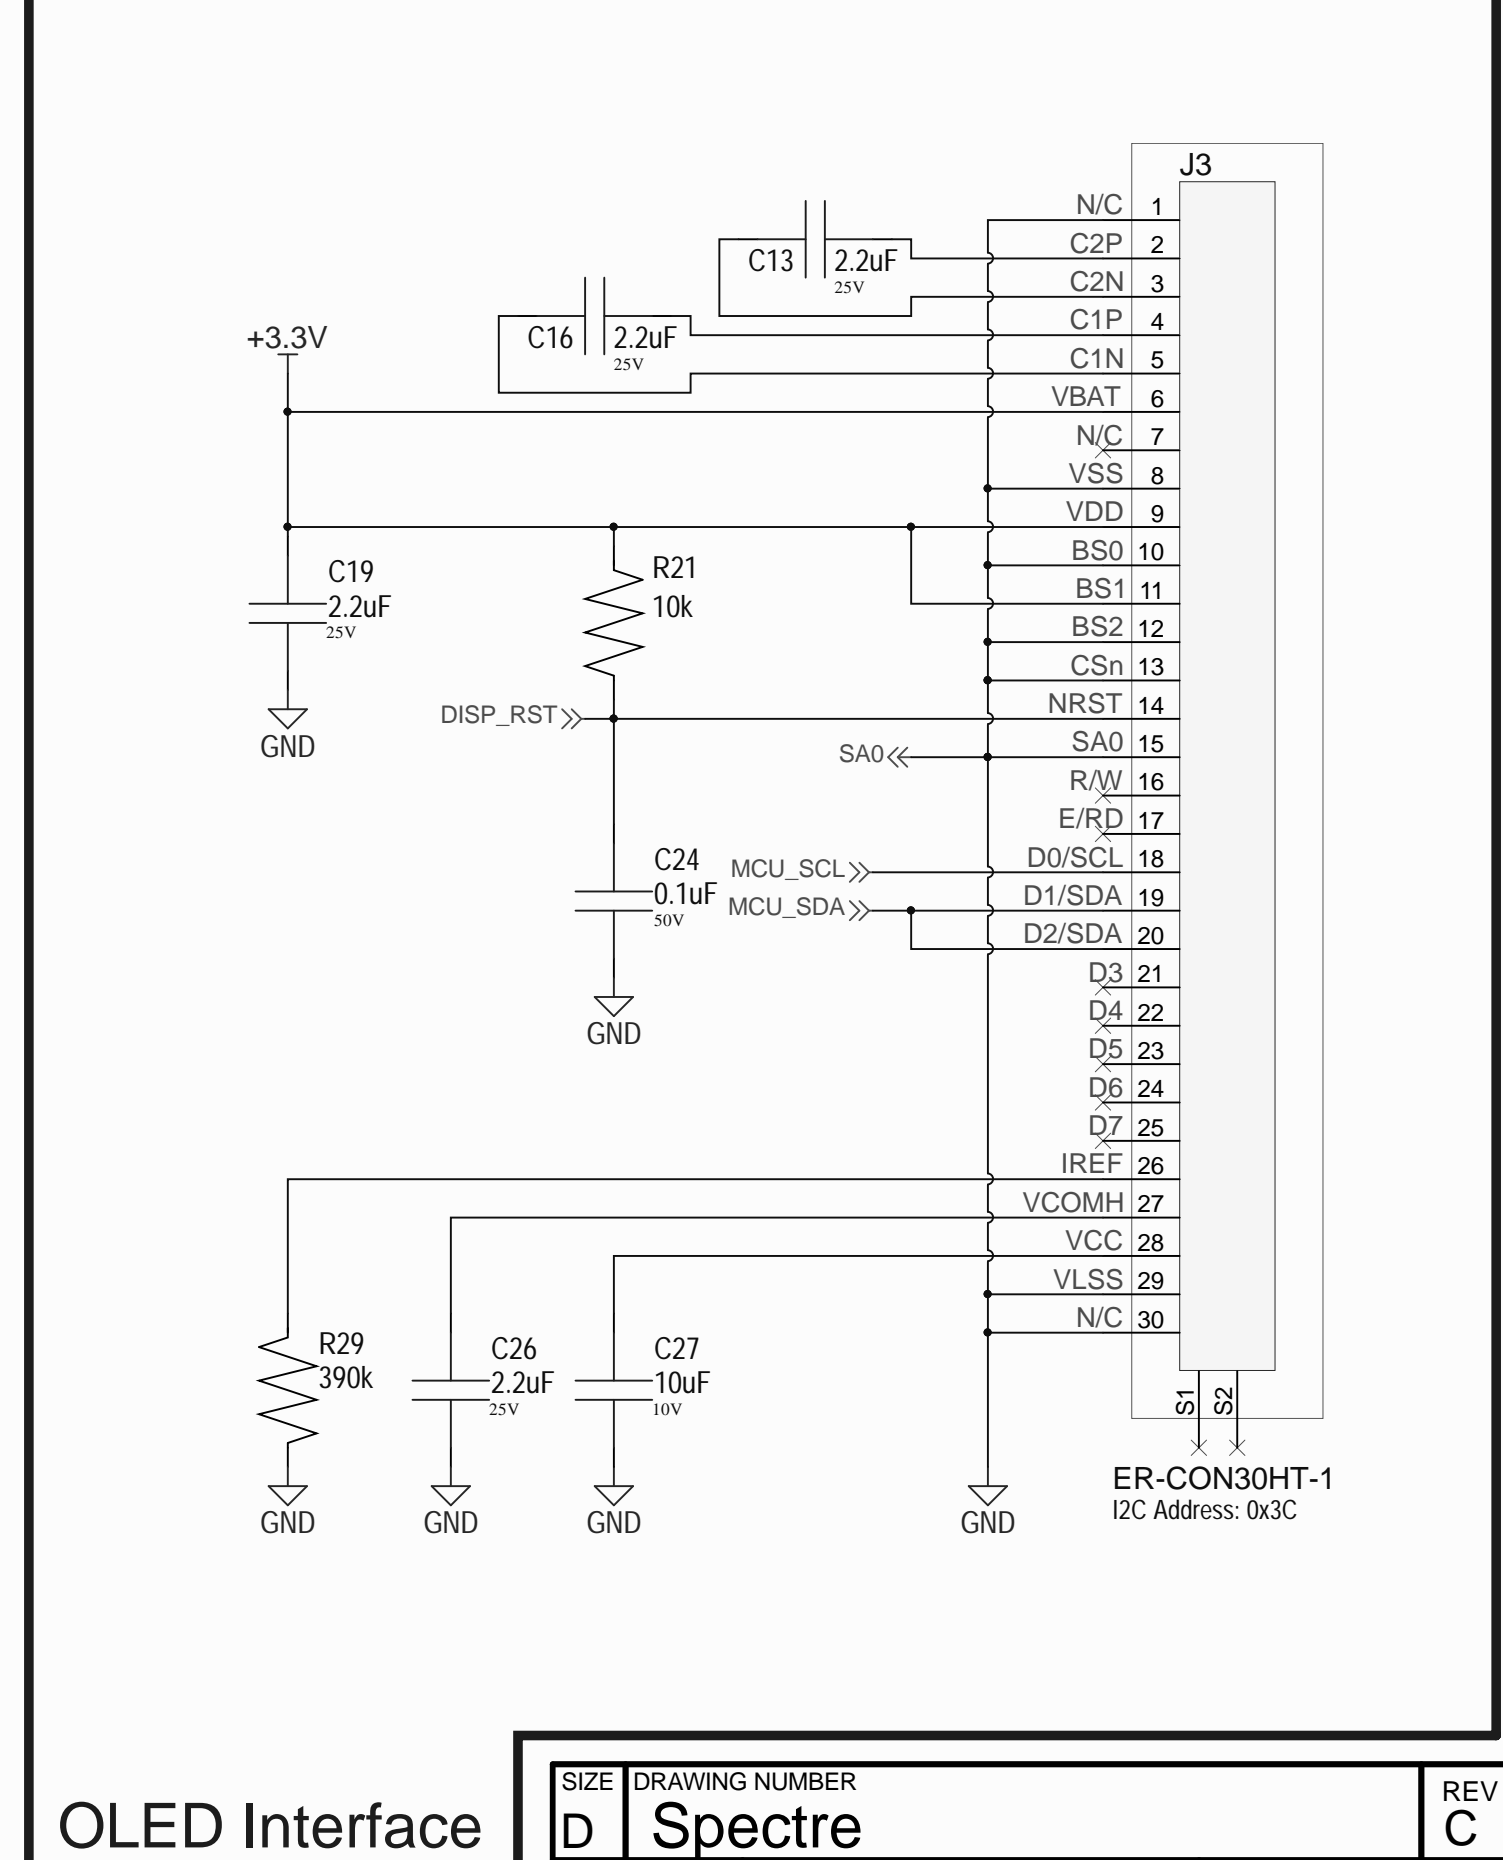 J3
N/C 1
C2P 2
C13 2.2uF
25V
C2N 3
C1P 4
+3.3V
C16 2.2uF
25V
C1N 5
VBAT 6
N/C 7
VSS 8
VDD 9
BS0 10
C19
2.2uF
25V
R21
10k
BS1 11
BS2 12
CSn 13
NRST 14
DISP_RST
GND
SA0
SA0 15
R/W 16
E/RD 17
D0/SCL 18
C24
0.1uF
50V
MCU_SCL
MCU_SDA
D1/SDA 19
D2/SDA 20
D3 21
D4 22
GND
D5 23
D6 24
D7 25
IREF 26
VCOMH 27
VCC 28
VLSS 29
N/C 30
R29
390k
C26
2.2uF
25V
C27
10uF
10V
S1
S2
ER-CON30HT-1
I2C Address: 0x3C
GND
GND
GND
GND
OLED Interface
SIZE
D
DRAWING NUMBER
Spectre
REV
C